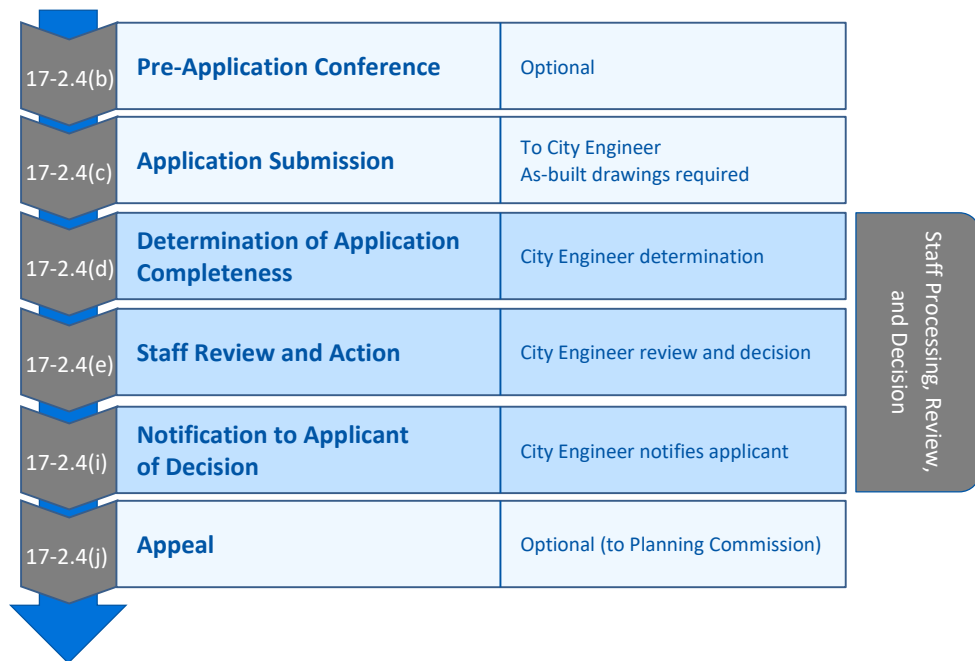 17-2.4(b)
Pre-Application Conference
Optional
17-2.4(c)
Application Submission
To City Engineer
As-built drawings required
17-2.4(d)
Determination of Application
Completeness
City Engineer determination
17-2.4(e)
Staff Review and Action
City Engineer review and decision
17-2.4(i)
Notification to Applicant
of Decision
City Engineer notifies applicant
17-2.4(j)
Appeal
Optional (to Planning Commission)
Staff Processing, Review,
and Decision